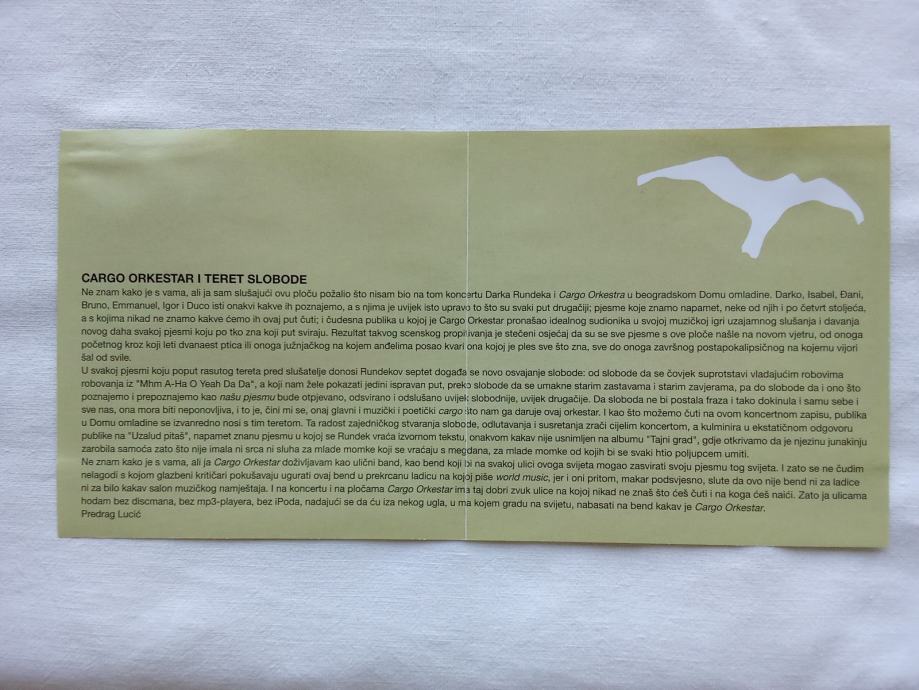 CARGO ORKESTAR I TERET SLOBODE
Ne znam kako je s vama, ali ja sam slušajući ovu ploču požalio što nisam bio na tom koncertu Darka Rundeka i Cargo Orkestra u beogradskom Domu omladine. Darko, Isabel, Đani,
Bruno, Emmanuel, Igor i Duco isti onakvi kakve ih poznajemo, a s njima je uvijek isto upravo to što su svaki put drugačiji; pjesme koje znamo napamet, neke od njih i po četvrt stoljeća,
a s kojima nikad ne znamo kakve ćemo ih ovaj put čuti; i čudesna publika u kojoj je Cargo Orkestar pronašao idealnog sudionika u svojoj muzičkoj igri uzajamnog slušanja i davanja
novog daha svakoj pjesmi koju po tko zna koji put sviraju. Rezultat takvog scenskog propitivanja je stečeni osjećaj da su se sve pjesme s ove ploče našle na novom vjetru, od onoga
početnog kroz koji leti dvanaest ptica ili onoga južnjačkog na kojem anđelima posao kvari ona kojoj je ples sve što zna, sve do onoga završnog postapokalipsičnog na kojemu vijori
šal od svile.
U svakoj pjesmi koju poput rasutog tereta pred slušatelje donosi Rundekov septet događa se novo osvajanje slobode: od slobode da se čovjek suprotstavi vladajućim robovima
robovanja iz "Mhm A-Ha O Yeah Da Da", a koji nam žele pokazati jedini ispravan put, preko slobode da se umakne starim zastavama i starim zavjerama, pa do slobode da i ono što
poznajemo i prepoznajemo kao našu pjesmu bude otpjevano, odsvirano i odslušano uvijek slobodnije, uvijek drugačije. Da sloboda ne bi postala fraza i tako dokinula i samu sebe i
sve nas, ona mora biti neponovljiva, i to je, čini mi se, onaj glavni i muzički i poetički cargo što nam ga daruje ovaj orkestar. I kao što možemo čuti na ovom koncertnom zapisu, publika
u Domu omladine se izvanredno nosi s tim teretom. Ta radost zajedničkog stvaranja slobode, odlutavanja i susretanja zrači cijelim koncertom, a kulminira u ekstatičnom odgovoru
publike na "Uzalud pitaš", napamet znanu pjesmu u kojoj se Rundek vraća izvornom tekstu, onakvom kakav nije usnimljen na albumu "Tajni grad", gdje otkrivamo da je njezinu junakinju
zarobila samoća zato što nije imala ni srca ni sluha za mlade momke koji se vraćaju s megdana, za mlade momke od kojih bi se svaki htio poljupcem umiti.
Ne znam kako je s vama, ali ja Cargo Orkestar doživljavam kao ulični band, kao bend koji bi na svakoj ulici ovoga svijeta mogao zasvirati svoju pjesmu tog svijeta. I zato se ne čudim
nelagodi s kojom glazbeni kritičari pokušavaju ugurati ovaj bend u prekrcanu ladicu na kojoj piše world music, jer i oni pritom, makar podsvjesno, slute da ovo nije bend ni za ladice
ni za bilo kakav salon muzičkog namještaja. I na koncertu i na pločama Cargo Orkestar ima taj dobri zvuk ulice na kojoj nikad ne znaš što ćeš čuti i na koga ćeš naići. Zato ja ulicama
hodam bez discmana, bez mp3-playera, bez iPoda, nadajući se da ću iza nekog ugla, u ma kojem gradu na svijetu, nabasati na bend kakav je Cargo Orkestar.
Predrag Lucić